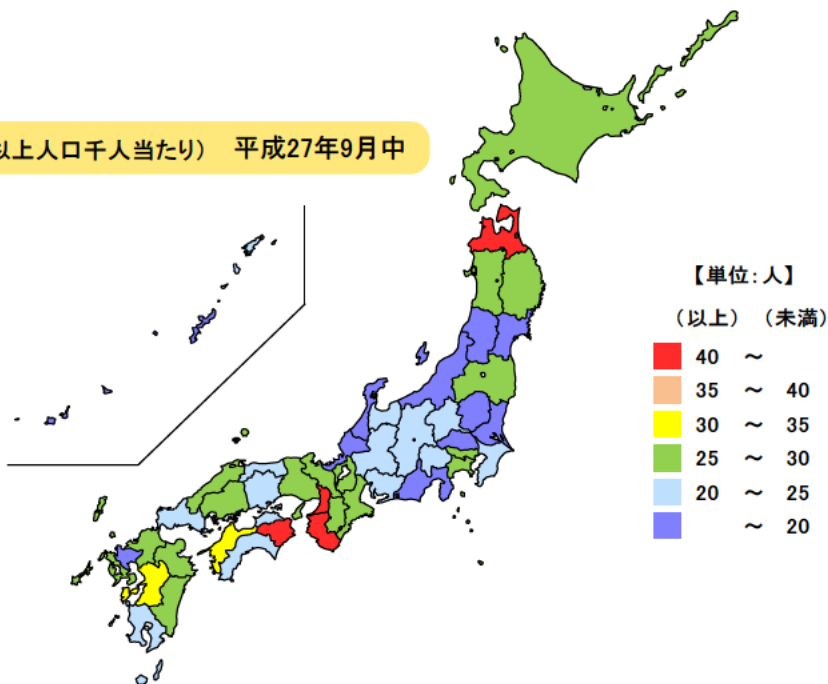 以上人口千人当たり) 平成27年9月中
【単位:人】
(以上) (未満)
40 ~
35 ~ 40
30 ~ 35
25 ~ 30
20 ~ 25
~ 20